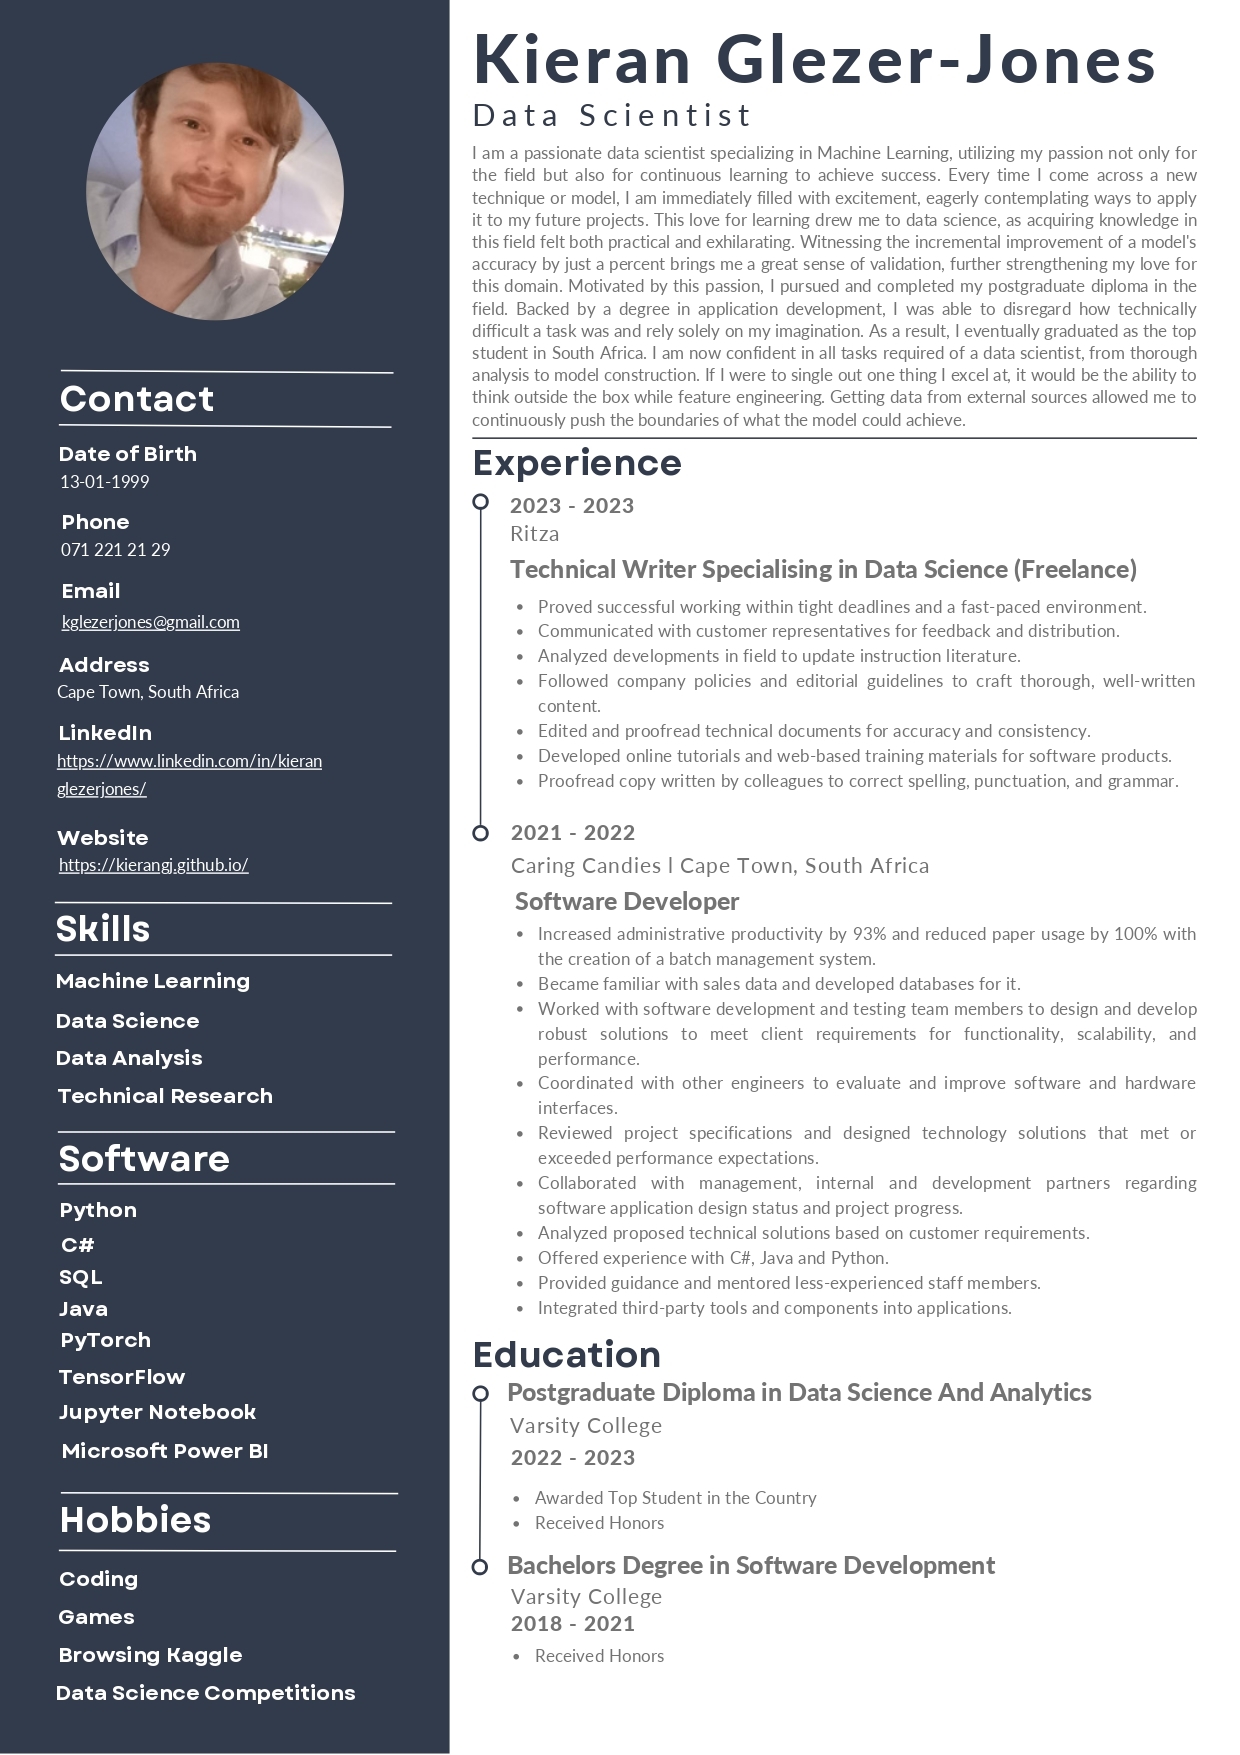 Kieran Glezer-Jones
Data Scientist
I am a passionate data scientist specializing in Machine Learning, utilizing my passion not only for
the field but also for continuous learning to achieve success. Every time I come across a new
technique or model, I am immediately filled with excitement, eagerly contemplating ways to apply
it to my future projects. This love for learning drew me to data science, as acquiring knowledge in
this field felt both practical and exhilarating. Witnessing the incremental improvement of a model's
accuracy by just a percent brings me a great sense of validation, further strengthening my love for
this domain. Motivated by this passion, I pursued and completed my postgraduate diploma in the
field. Backed by a degree in application development, I was able to disregard how technically
difficult a task was and rely solely on my imagination. As a result, I eventually graduated as the top
student in South Africa. I am now confident in all tasks required of a data scientist, from thorough
analysis to model construction. If I were to single out one thing I excel at, it would be the ability to
think outside the box while feature engineering. Getting data from external sources allowed me to
continuously push the boundaries of what the model could achieve.
Contact
Date of Birth
13-01-1999
Phone
071 221 21 29
Email
kglezerjones@gmail.com
Address
Cape Town, South Africa
LinkedIn
https://www.linkedin.com/in/kieran
glezerjones/
Website
https://kierangj.github.io/
Skills
Machine Learning
Data Science
Data Analysis
Technical Research
Software
Python
C#
SQL
Java
PyTorch
TensorFlow
Jupyter Notebook
Microsoft Power BI
Hobbies
Coding
Games
Browsing Kaggle
Data Science Competitions
Experience
2023 - 2023
Ritza
Technical Writer Specialising in Data Science (Freelance)
• Proved successful working within tight deadlines and a fast-paced environment.
• Communicated with customer representatives for feedback and distribution.
• Analyzed developments in field to update instruction literature.
• Followed company policies and editorial guidelines to craft thorough, well-written
content.
• Edited and proofread technical documents for accuracy and consistency.
• Developed online tutorials and web-based training materials for software products.
• Proofread copy written by colleagues to correct spelling, punctuation, and grammar.
2021 - 2022
Caring Candies l Cape Town, South Africa
Software Developer
• Increased administrative productivity by 93% and reduced paper usage by 100% with
the creation of a batch management system.
• Became familiar with sales data and developed databases for it.
• Worked with software development and testing team members to design and develop
robust solutions to meet client requirements for functionality, scalability, and
performance.
• Coordinated with other engineers to evaluate and improve software and hardware
interfaces.
• Reviewed project specifications and designed technology solutions that met or
exceeded performance expectations.
• Collaborated with management, internal and development partners regarding
software application design status and project progress.
• Analyzed proposed technical solutions based on customer requirements.
• Offered experience with C#, Java and Python.
• Provided guidance and mentored less-experienced staff members.
• Integrated third-party tools and components into applications.
Education
Postgraduate Diploma in Data Science And Analytics
Varsity College
2022 - 2023
• Awarded Top Student in the Country
• Received Honors
Bachelors Degree in Software Development
Varsity College
2018 - 2021
• Received Honors